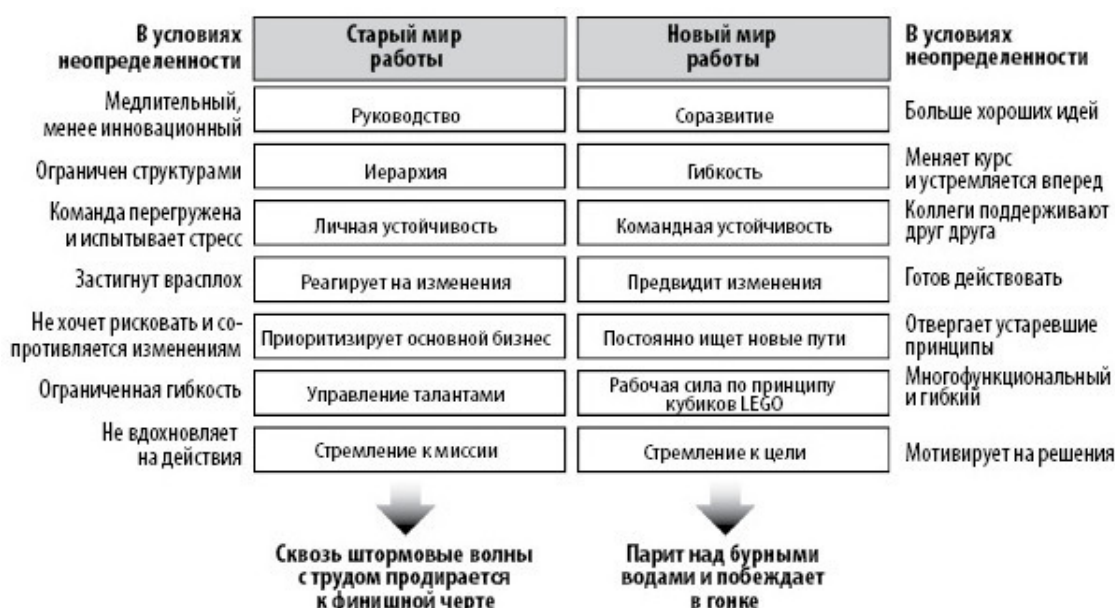 В условиях
неопределенности
Старый мир
работы
Новый мир
работы
В условиях
неопределенности
Медлительный,
менее инновационный
Руководство
Соразвитие
Больше хороших идей
Ограничен структурами
Иерархия
Гибкость
Меняет курс
и устремляется вперед
Команда перегружена
и испытывает стресс
Личная устойчивость
Командная устойчивость
Коллеги поддерживают
друг друга
Застигнут врасплох
Реагирует на изменения
Предвидит изменения
Готов действовать
Не хочет рисковать и со-
противляется изменениям
Приоритизирует основной бизнес
Постоянно ищет новые пути
Отвергает устаревшие
принципы
Ограниченная гибкость
Управление талантами
Рабочая сила по принципу
кубиков LEGO
Многофункциональный
и гибкий
Не вдохновляет
на действия
Стремление к миссии
Стремление к цели
Мотивирует на решения
Сквозь штормовые волны
с трудом продирается
к финишной черте
Парит над бурными
водами и побеждает
в гонке